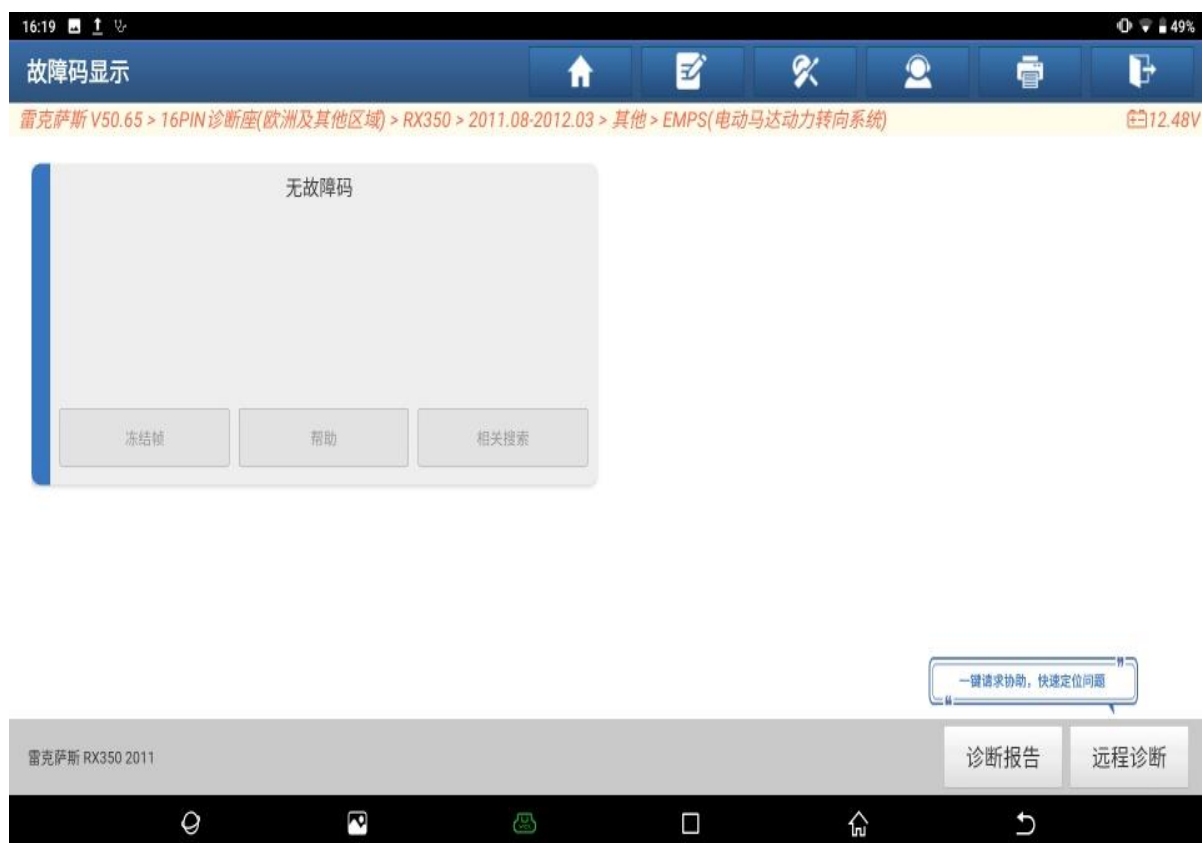 16:19
49%
故障码显示
雷克萨斯 V50.65 > 16PIN诊断座(欧洲及其他区域) > RX350 > 2011.08-2012.03 > 其他 > EMPS(电动马达动力转向系统)
12.48V
无故障码
冻结帧
帮助
相关搜索
一键请求协助，快速定位问题
雷克萨斯 RX350 2011
诊断报告
远程诊断